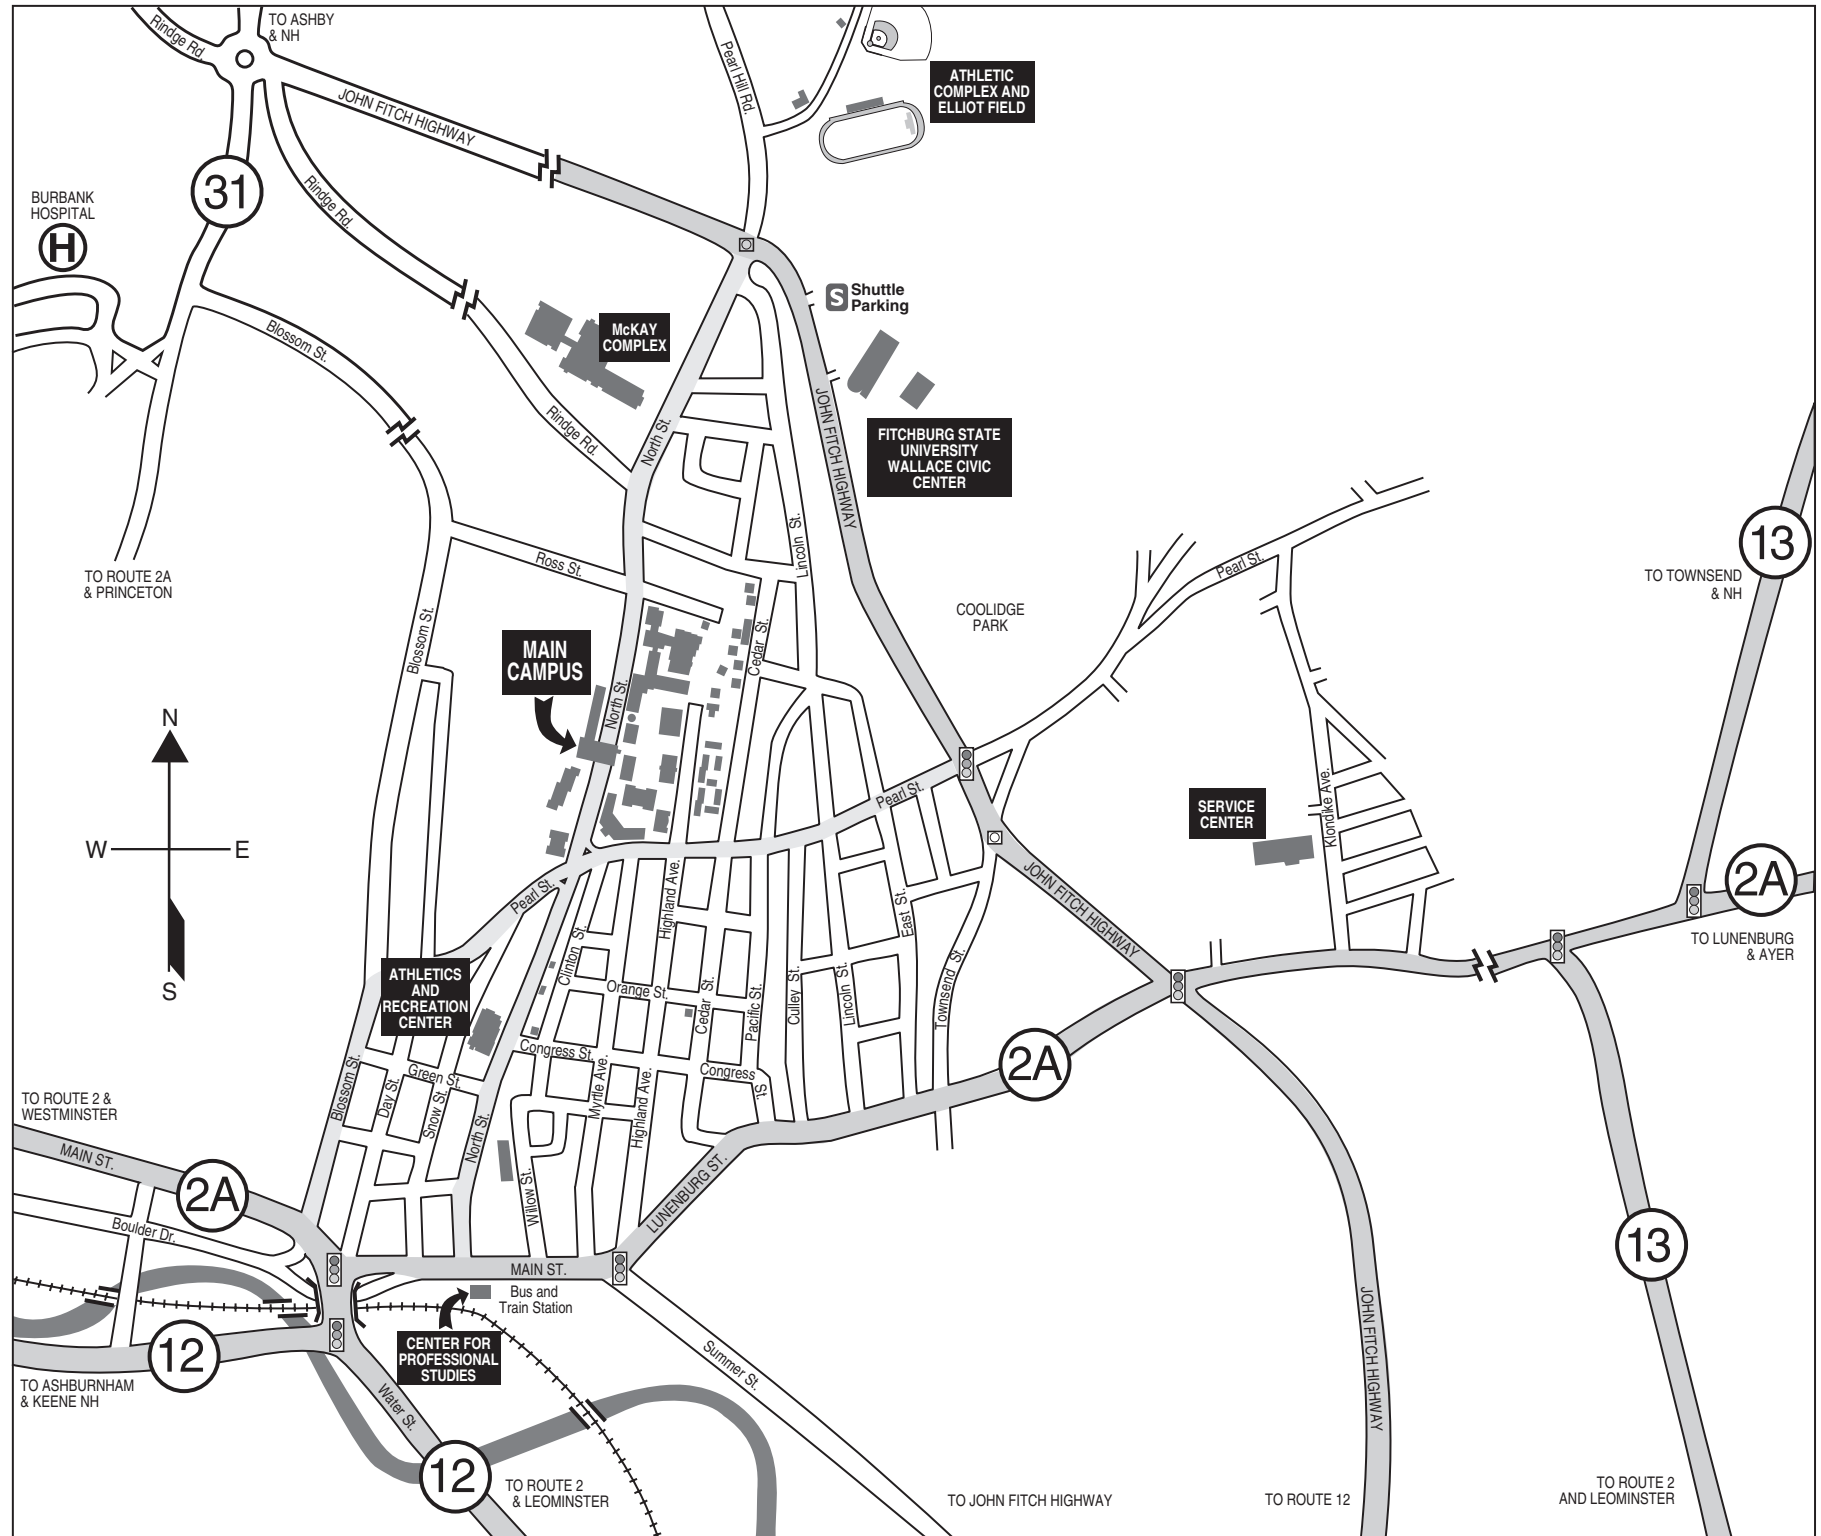 TO ASHBY
& NH
Rindge Rd.
JOHN FITCH HIGHWAY
Pearl Hill Rd.
ATHLETIC
COMPLEX AND
ELLIOT FIELD
31
BURBANK
HOSPITAL
H
Rindge Rd.
S Shuttle
Parking
Blossom St.
McKAY
COMPLEX
Rindge Rd.
North St.
JOHN FITCH HIGHWAY
FITCHBURG STATE
UNIVERSITY
WALLACE CIVIC
CENTER
13
TO TOWNSEND
& NH
TO ROUTE 2A
& PRINCETON
Ross St.
Lincoln St.
Pearl St.
COOLIDGE
PARK
Blossom St.
MAIN
CAMPUS
Cedar St.
North St.
N
W
E
S
Pearl St.
SERVICE
CENTER
Klondike Ave.
2A
TO LUNENBURG
& AYER
JOHN FITCH HIGHWAY
Pearl St.
Highland Ave.
East St.
Clinton St.
ATHLETICS
AND
RECREATION
CENTER
Orange St.
Cedar St.
Pacific St.
Culley St.
Lincoln St.
Townsend St.
2A
Congress St.
Congress
St.
Blossom St.
Day St.
Green St.
Snow St.
Myrtle Ave.
Highland Ave.
North St.
Willow St.
TO ROUTE 2 &
WESTMINSTER
MAIN ST.
2A
LUNENBURG ST.
Boulder Dr.
MAIN ST.
13
Bus and
Train Station
CENTER FOR
PROFESSIONAL
STUDIES
12
TO ASHBURNHAM
& KEENE NH
Water St.
Summer St.
JOHN FITCH HIGHWAY
12
TO ROUTE 2
& LEOMINSTER
TO JOHN FITCH HIGHWAY
TO ROUTE 12
TO ROUTE 2
AND LEOMINSTER